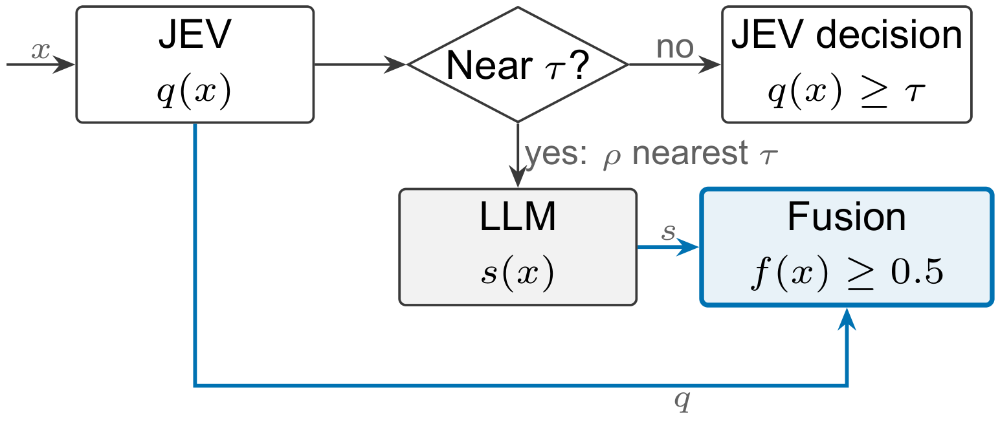 x
JEV
q(x)
Near τ?
no
JEV decision
q(x) ≥ τ
yes: ρ nearest τ
LLM
s(x)
s
Fusion
f(x) ≥ 0.5
q